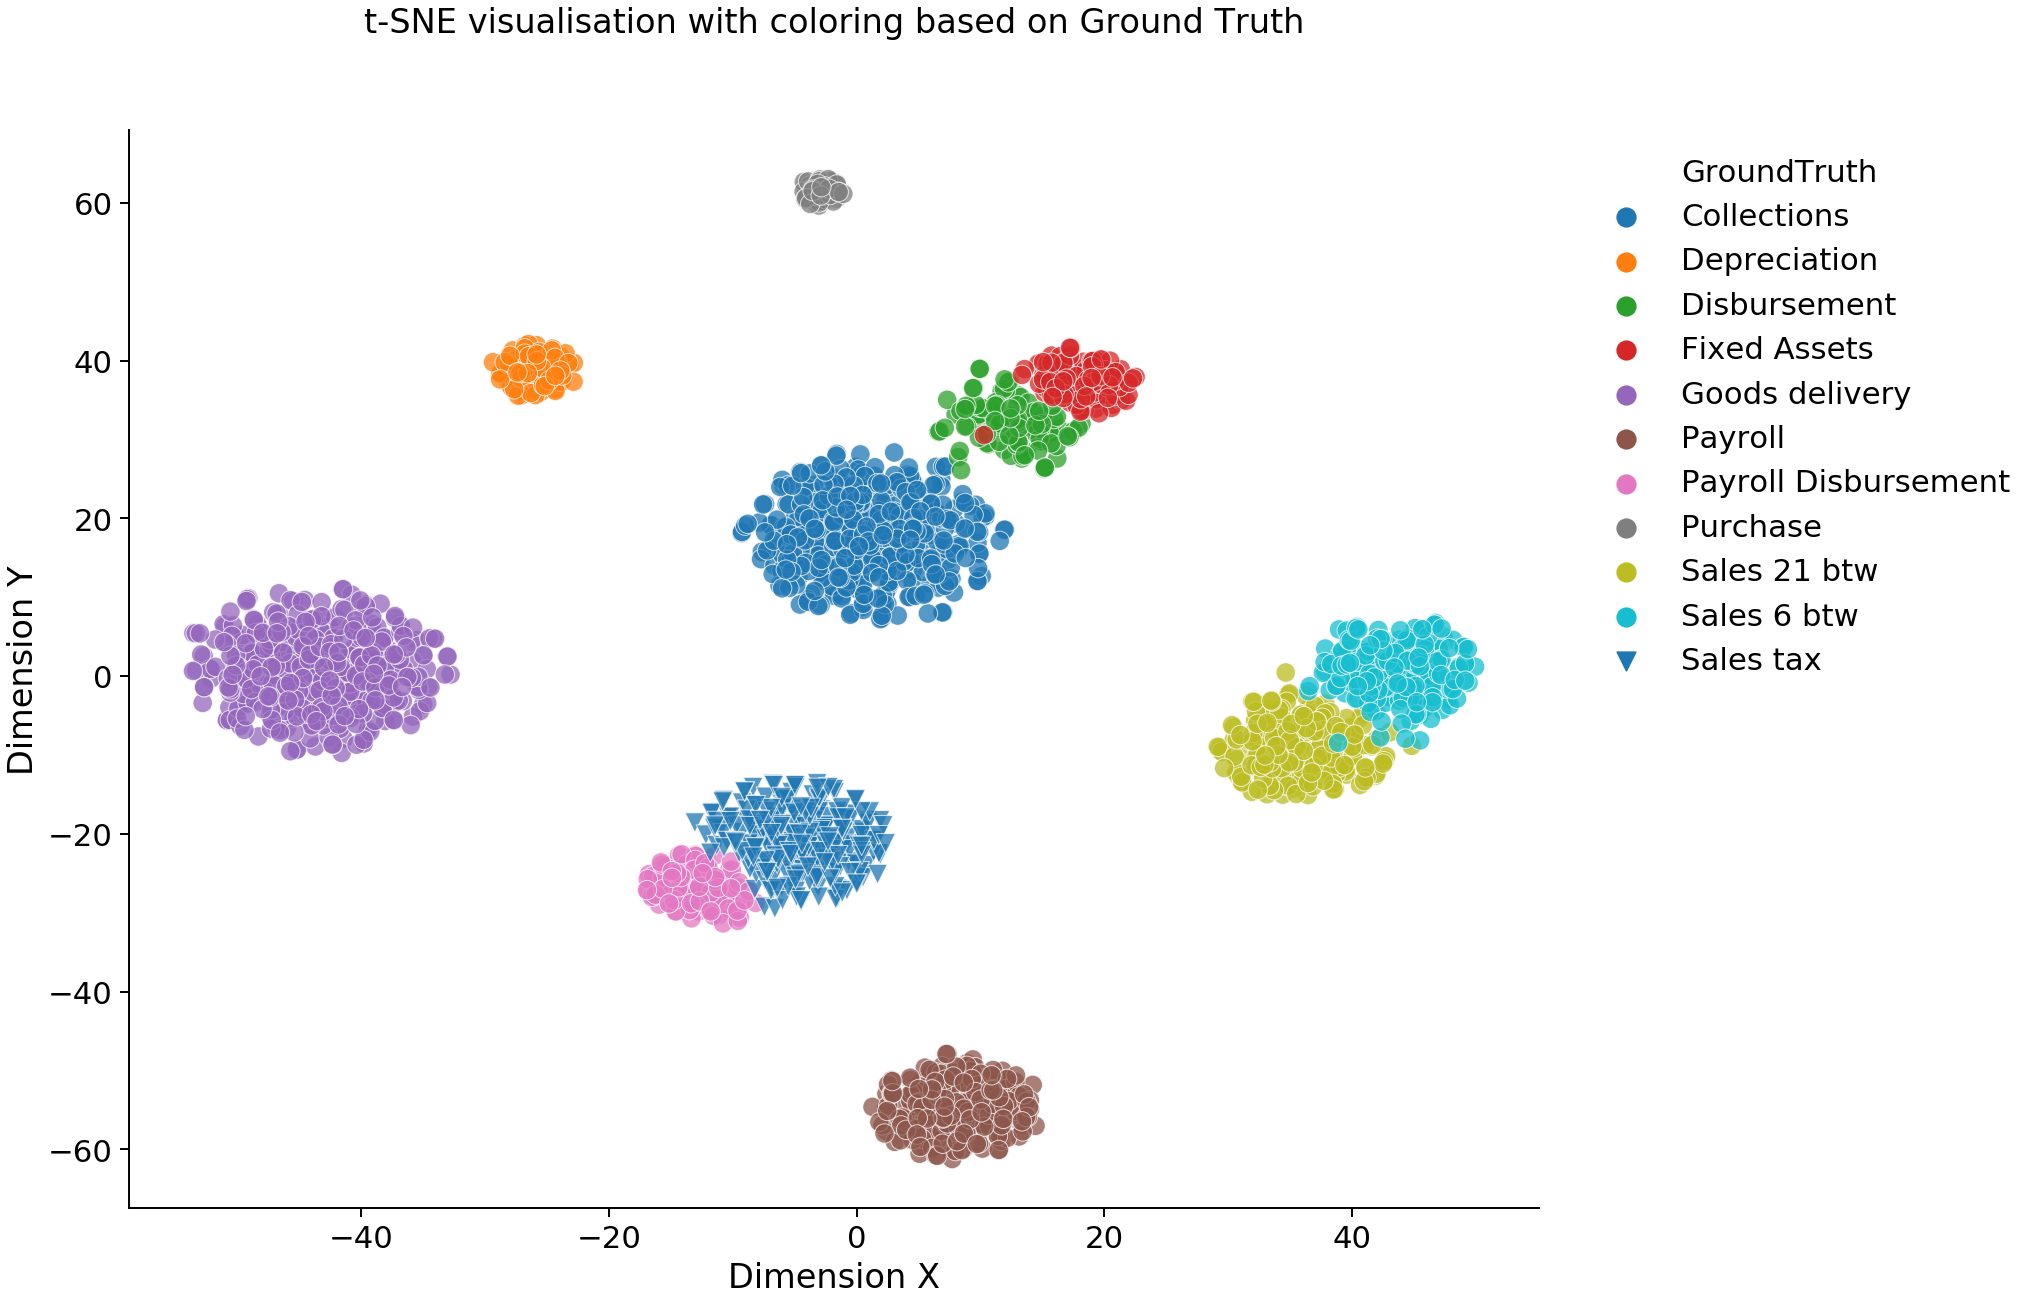 t-SNE visualisation with coloring based on Ground Truth
GroundTruth
Collections
Depreciation
Disbursement
Fixed Assets
Goods delivery
Payroll
Payroll Disbursement
Purchase
Sales 21 btw
Sales 6 btw
Sales tax
Dimension Y
60
40
20
0
−20
−40
−60
−40 −20 0 20 40
Dimension X